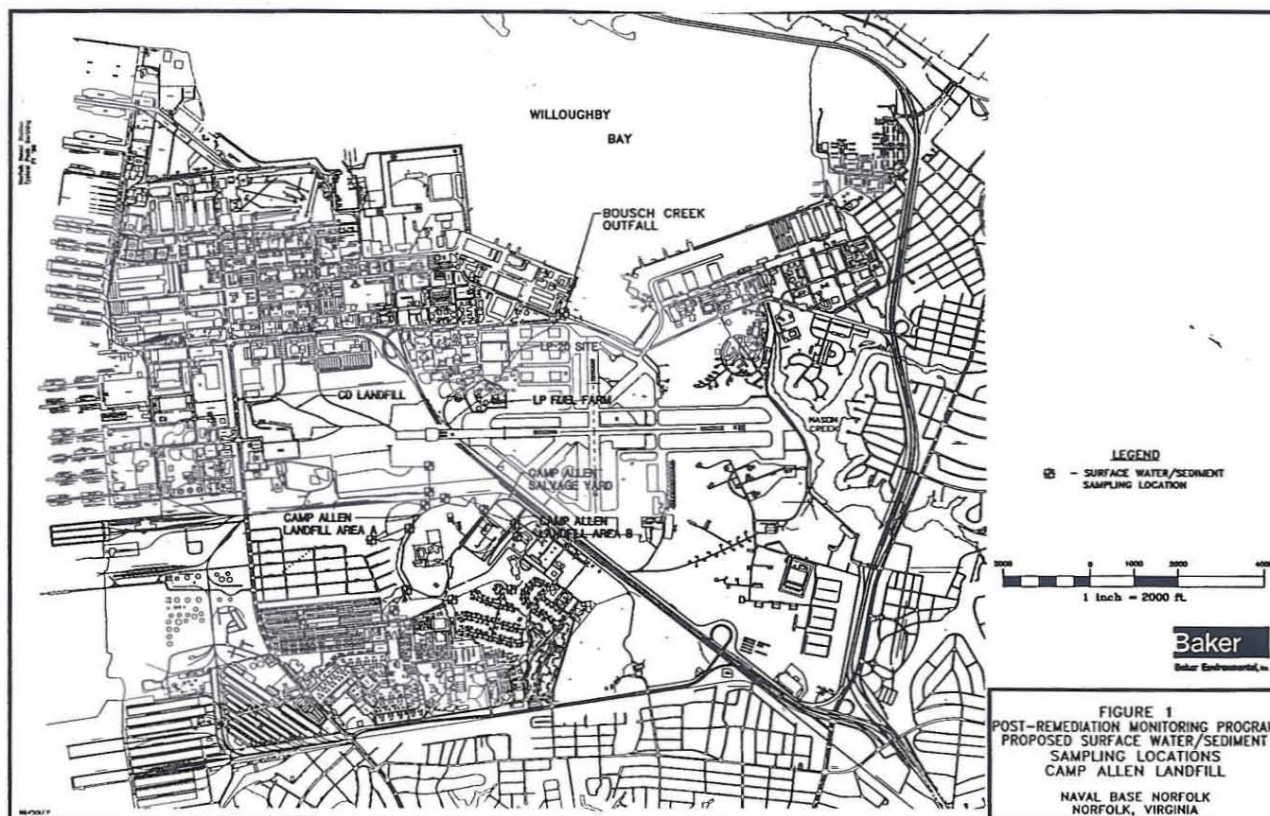 WILLOUGHBY
BAY
BOUSCH CREEK
OUTFALL
LP-20 SITE
CD LANDFILL
LP FUEL FARM
MASON
CREEK
CAMP ALLEN
SALVAGE YARD
CAMP ALLEN
LANDFILL AREA A
CAMP ALLEN
LANDFILL AREA B
LEGEND
- SURFACE WATER/SEDIMENT
SAMPLING LOCATION
0 1000 2000
1 inch = 2000 ft.
Baker
Baker Environmental, Inc.
FIGURE 1
POST-REMEDIATION MONITORING PROGRAM
PROPOSED SURFACE WATER/SEDIMENT
SAMPLING LOCATIONS
CAMP ALLEN LANDFILL
NAVAL BASE NORFOLK
NORFOLK, VIRGINIA